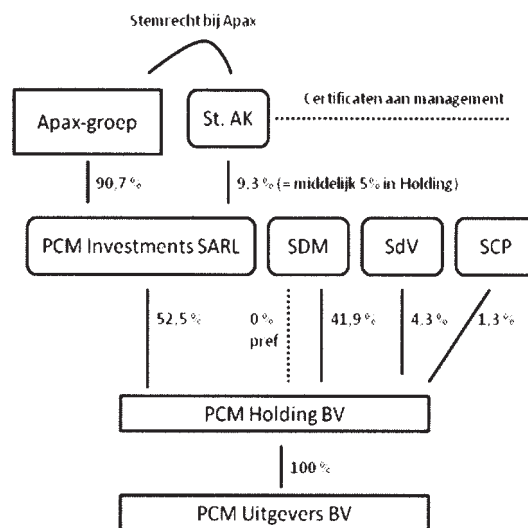 Stemrecht bij Apax
Apax-groep
St. AK
Certificaten aan management
90,7 %
9,3 % (= middelijk 5% in Holding)
PCM Investments SARL
SDM
SdV
SCP
52,5 %
0 %
pref
41,9 %
4,3 %
1,3 %
PCM Holding BV
100 %
PCM Uitgevers BV